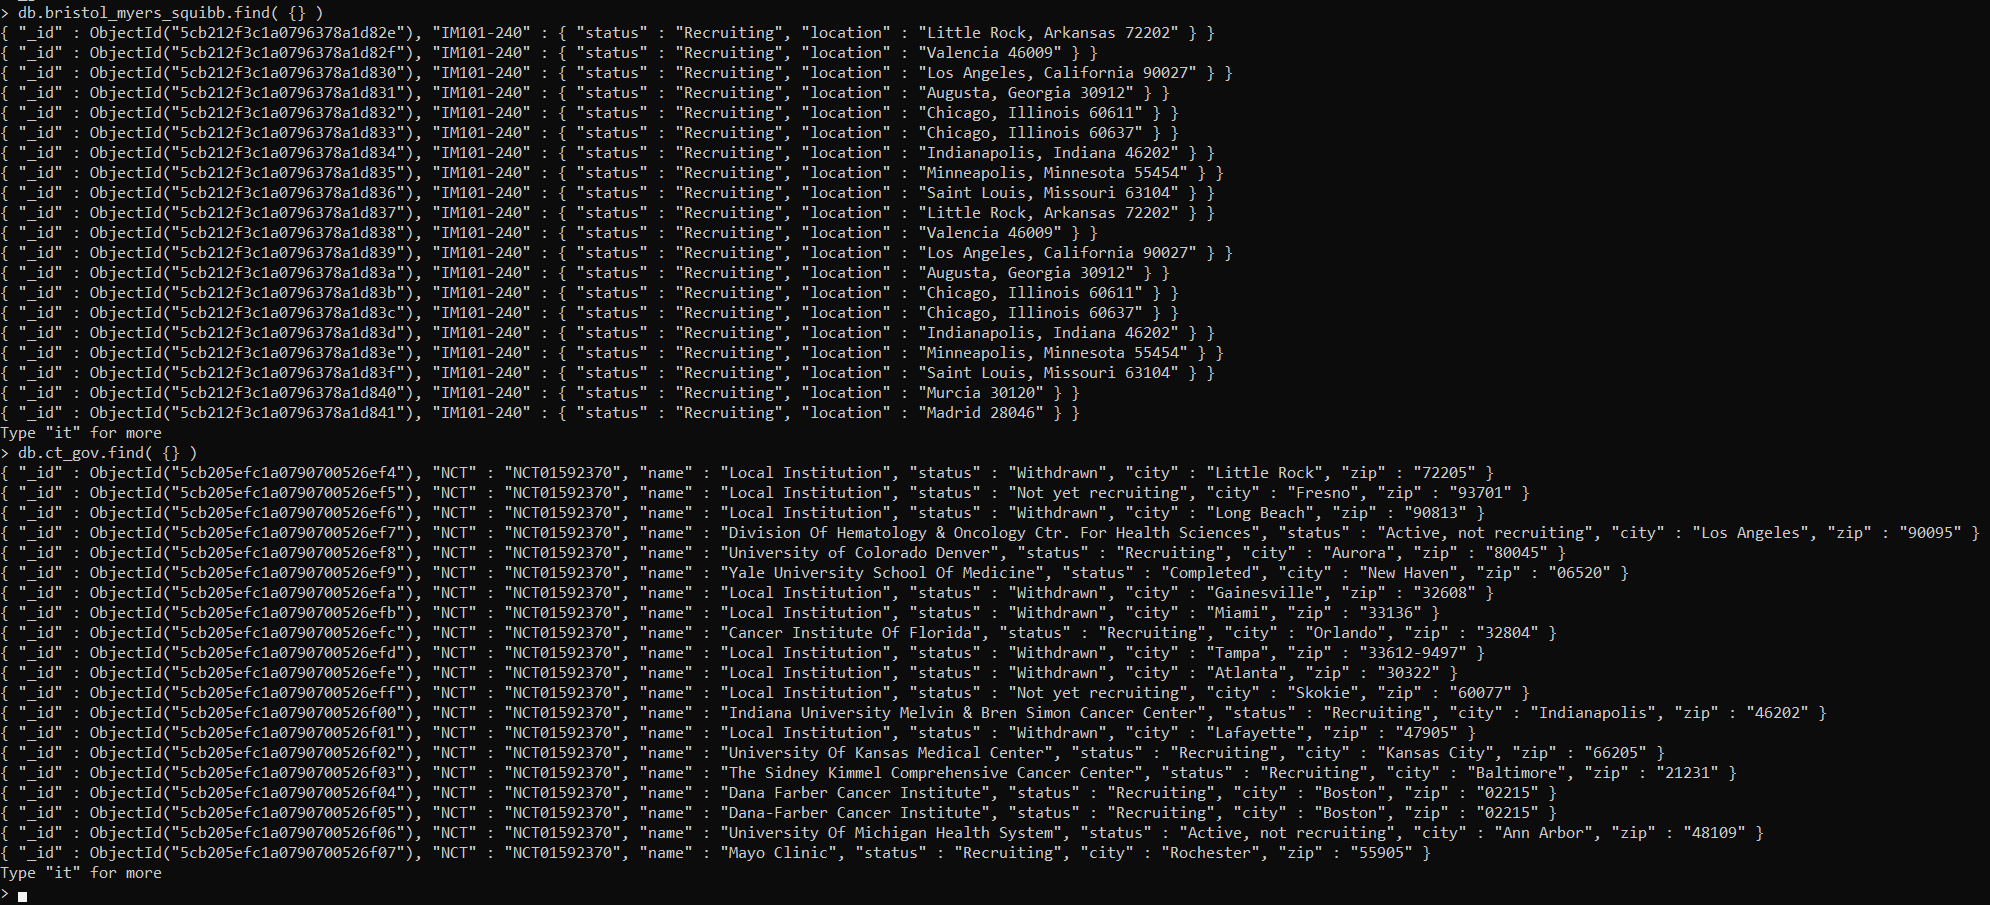 > db.bristol_myers_squibb.find( {} )
{ "_id" : ObjectId("5cb212f3c1a0796378a1d82e"), "IM101-240" : { "status" : "Recruiting", "location" : "Little Rock, Arkansas 72202" } }
{ "_id" : ObjectId("5cb212f3c1a0796378a1d82f"), "IM101-240" : { "status" : "Recruiting", "location" : "Valencia 46009" } }
{ "_id" : ObjectId("5cb212f3c1a0796378a1d830"), "IM101-240" : { "status" : "Recruiting", "location" : "Los Angeles, California 90027" } }
{ "_id" : ObjectId("5cb212f3c1a0796378a1d831"), "IM101-240" : { "status" : "Recruiting", "location" : "Augusta, Georgia 30912" } }
{ "_id" : ObjectId("5cb212f3c1a0796378a1d832"), "IM101-240" : { "status" : "Recruiting", "location" : "Chicago, Illinois 60611" } }
{ "_id" : ObjectId("5cb212f3c1a0796378a1d833"), "IM101-240" : { "status" : "Recruiting", "location" : "Chicago, Illinois 60637" } }
{ "_id" : ObjectId("5cb212f3c1a0796378a1d834"), "IM101-240" : { "status" : "Recruiting", "location" : "Indianapolis, Indiana 46202" } }
{ "_id" : ObjectId("5cb212f3c1a0796378a1d835"), "IM101-240" : { "status" : "Recruiting", "location" : "Minneapolis, Minnesota 55454" } }
{ "_id" : ObjectId("5cb212f3c1a0796378a1d836"), "IM101-240" : { "status" : "Recruiting", "location" : "Saint Louis, Missouri 63104" } }
{ "_id" : ObjectId("5cb212f3c1a0796378a1d837"), "IM101-240" : { "status" : "Recruiting", "location" : "Little Rock, Arkansas 72202" } }
{ "_id" : ObjectId("5cb212f3c1a0796378a1d838"), "IM101-240" : { "status" : "Recruiting", "location" : "Valencia 46009" } }
{ "_id" : ObjectId("5cb212f3c1a0796378a1d839"), "IM101-240" : { "status" : "Recruiting", "location" : "Los Angeles, California 90027" } }
{ "_id" : ObjectId("5cb212f3c1a0796378a1d83a"), "IM101-240" : { "status" : "Recruiting", "location" : "Augusta, Georgia 30912" } }
{ "_id" : ObjectId("5cb212f3c1a0796378a1d83b"), "IM101-240" : { "status" : "Recruiting", "location" : "Chicago, Illinois 60611" } }
{ "_id" : ObjectId("5cb212f3c1a0796378a1d83c"), "IM101-240" : { "status" : "Recruiting", "location" : "Chicago, Illinois 60637" } }
{ "_id" : ObjectId("5cb212f3c1a0796378a1d83d"), "IM101-240" : { "status" : "Recruiting", "location" : "Indianapolis, Indiana 46202" } }
{ "_id" : ObjectId("5cb212f3c1a0796378a1d83e"), "IM101-240" : { "status" : "Recruiting", "location" : "Minneapolis, Minnesota 55454" } }
{ "_id" : ObjectId("5cb212f3c1a0796378a1d83f"), "IM101-240" : { "status" : "Recruiting", "location" : "Saint Louis, Missouri 63104" } }
{ "_id" : ObjectId("5cb212f3c1a0796378a1d840"), "IM101-240" : { "status" : "Recruiting", "location" : "Murcia 30120" } }
{ "_id" : ObjectId("5cb212f3c1a0796378a1d841"), "IM101-240" : { "status" : "Recruiting", "location" : "Madrid 28046" } }
Type "it" for more
> db.ct_gov.find( {} )
{ "_id" : ObjectId("5cb205efc1a0790700526ef4"), "NCT" : "NCT01592370", "name" : "Local Institution", "status" : "Withdrawn", "city" : "Little Rock", "zip" : "72205" }
{ "_id" : ObjectId("5cb205efc1a0790700526ef5"), "NCT" : "NCT01592370", "name" : "Local Institution", "status" : "Not yet recruiting", "city" : "Fresno", "zip" : "93701" }
{ "_id" : ObjectId("5cb205efc1a0790700526ef6"), "NCT" : "NCT01592370", "name" : "Local Institution", "status" : "Withdrawn", "city" : "Long Beach", "zip" : "90813" }
{ "_id" : ObjectId("5cb205efc1a0790700526ef7"), "NCT" : "NCT01592370", "name" : "Division Of Hematology & Oncology Ctr. For Health Sciences", "status" : "Active, not recruiting", "city" : "Los Angeles", "zip" : "90095" }
{ "_id" : ObjectId("5cb205efc1a0790700526ef8"), "NCT" : "NCT01592370", "name" : "University of Colorado Denver", "status" : "Recruiting", "city" : "Aurora", "zip" : "80045" }
{ "_id" : ObjectId("5cb205efc1a0790700526ef9"), "NCT" : "NCT01592370", "name" : "Yale University School Of Medicine", "status" : "Completed", "city" : "New Haven", "zip" : "06520" }
{ "_id" : ObjectId("5cb205efc1a0790700526efa"), "NCT" : "NCT01592370", "name" : "Local Institution", "status" : "Withdrawn", "city" : "Gainesville", "zip" : "32608" }
{ "_id" : ObjectId("5cb205efc1a0790700526efb"), "NCT" : "NCT01592370", "name" : "Local Institution", "status" : "Withdrawn", "city" : "Miami", "zip" : "33136" }
{ "_id" : ObjectId("5cb205efc1a0790700526efc"), "NCT" : "NCT01592370", "name" : "Cancer Institute Of Florida", "status" : "Recruiting", "city" : "Orlando", "zip" : "32804" }
{ "_id" : ObjectId("5cb205efc1a0790700526efd"), "NCT" : "NCT01592370", "name" : "Local Institution", "status" : "Withdrawn", "city" : "Tampa", "zip" : "33612-9497" }
{ "_id" : ObjectId("5cb205efc1a0790700526efe"), "NCT" : "NCT01592370", "name" : "Local Institution", "status" : "Withdrawn", "city" : "Atlanta", "zip" : "30322" }
{ "_id" : ObjectId("5cb205efc1a0790700526eff"), "NCT" : "NCT01592370", "name" : "Local Institution", "status" : "Not yet recruiting", "city" : "Skokie", "zip" : "60077" }
{ "_id" : ObjectId("5cb205efc1a0790700526f00"), "NCT" : "NCT01592370", "name" : "Indiana University Melvin & Bren Simon Cancer Center", "status" : "Recruiting", "city" : "Indianapolis", "zip" : "46202" }
{ "_id" : ObjectId("5cb205efc1a0790700526f01"), "NCT" : "NCT01592370", "name" : "Local Institution", "status" : "Withdrawn", "city" : "Lafayette", "zip" : "47905" }
{ "_id" : ObjectId("5cb205efc1a0790700526f02"), "NCT" : "NCT01592370", "name" : "University Of Kansas Medical Center", "status" : "Recruiting", "city" : "Kansas City", "zip" : "66205" }
{ "_id" : ObjectId("5cb205efc1a0790700526f03"), "NCT" : "NCT01592370", "name" : "The Sidney Kimmel Comprehensive Cancer Center", "status" : "Recruiting", "city" : "Baltimore", "zip" : "21231" }
{ "_id" : ObjectId("5cb205efc1a0790700526f04"), "NCT" : "NCT01592370", "name" : "Dana Farber Cancer Institute", "status" : "Recruiting", "city" : "Boston", "zip" : "02215" }
{ "_id" : ObjectId("5cb205efc1a0790700526f05"), "NCT" : "NCT01592370", "name" : "Dana-Farber Cancer Institute", "status" : "Recruiting", "city" : "Boston", "zip" : "02215" }
{ "_id" : ObjectId("5cb205efc1a0790700526f06"), "NCT" : "NCT01592370", "name" : "University Of Michigan Health System", "status" : "Active, not recruiting", "city" : "Ann Arbor", "zip" : "48109" }
{ "_id" : ObjectId("5cb205efc1a0790700526f07"), "NCT" : "NCT01592370", "name" : "Mayo Clinic", "status" : "Recruiting", "city" : "Rochester", "zip" : "55905" }
Type "it" for more
>